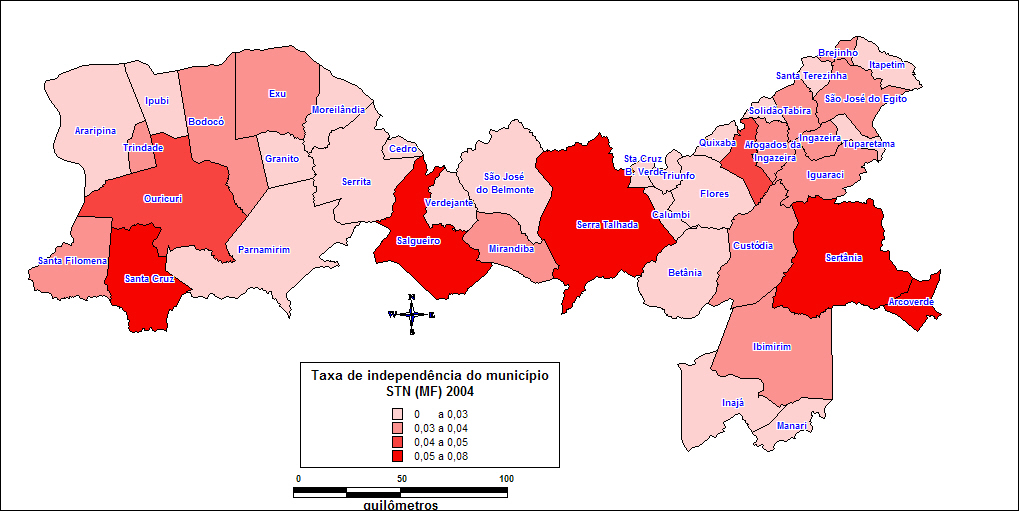 Brejinho
Itapetim
Santa Terezinha
Exu
Ipubi
São José do Egito
Moreilândia
Solidão
Tabira
Bodocó
Araripina
Ingazeira
Quixaba
Afogados da
Ingazeira
Tuparetama
Trindade
Cedro
Granito
Sta.Cruz
B. Verde
Triunfo
São José
do Belmonte
Iguaraci
Serrita
Flores
Ouricuri
Verdejante
Calumbi
Serra Talhada
Salgueiro
Mirandiba
Custódia
Parnamirim
Santa Filomena
Sertânia
Betânia
Santa Cruz
Arcoverde
N
W E
S
Ibimirim
Taxa de independência do município
STN (MF) 2004
Inajá
0 a 0,03
Manari
0,03 a 0,04
0,04 a 0,05
0,05 a 0,08
0 50 100
quilômetros